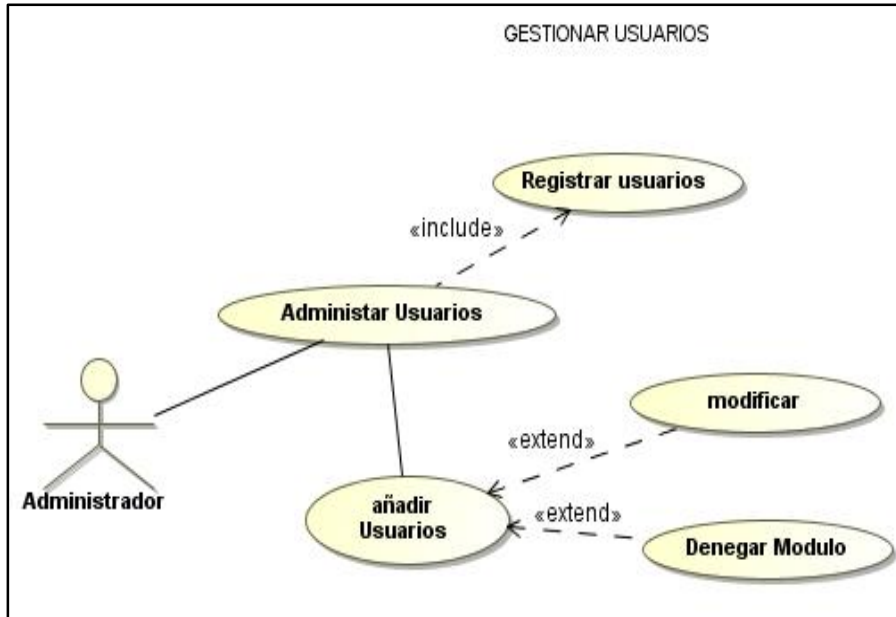 GESTIONAR USUARIOS
Registrar usuarios
«include»
Administar Usuarios
modificar
«extend»
Administrador
añadir
Usuarios
«extend»
Denegar Modulo